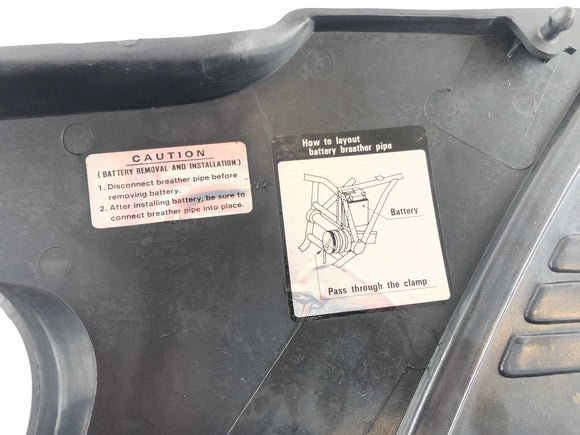 CAUTION
(BATTERY REMOVAL AND INSTALLATION)
1. Disconnect breather pipe before
removing battery.
2. After installing battery, be sure to
connect breather pipe into place.
How to layout
battery breather pipe
Battery
Pass through the clamp